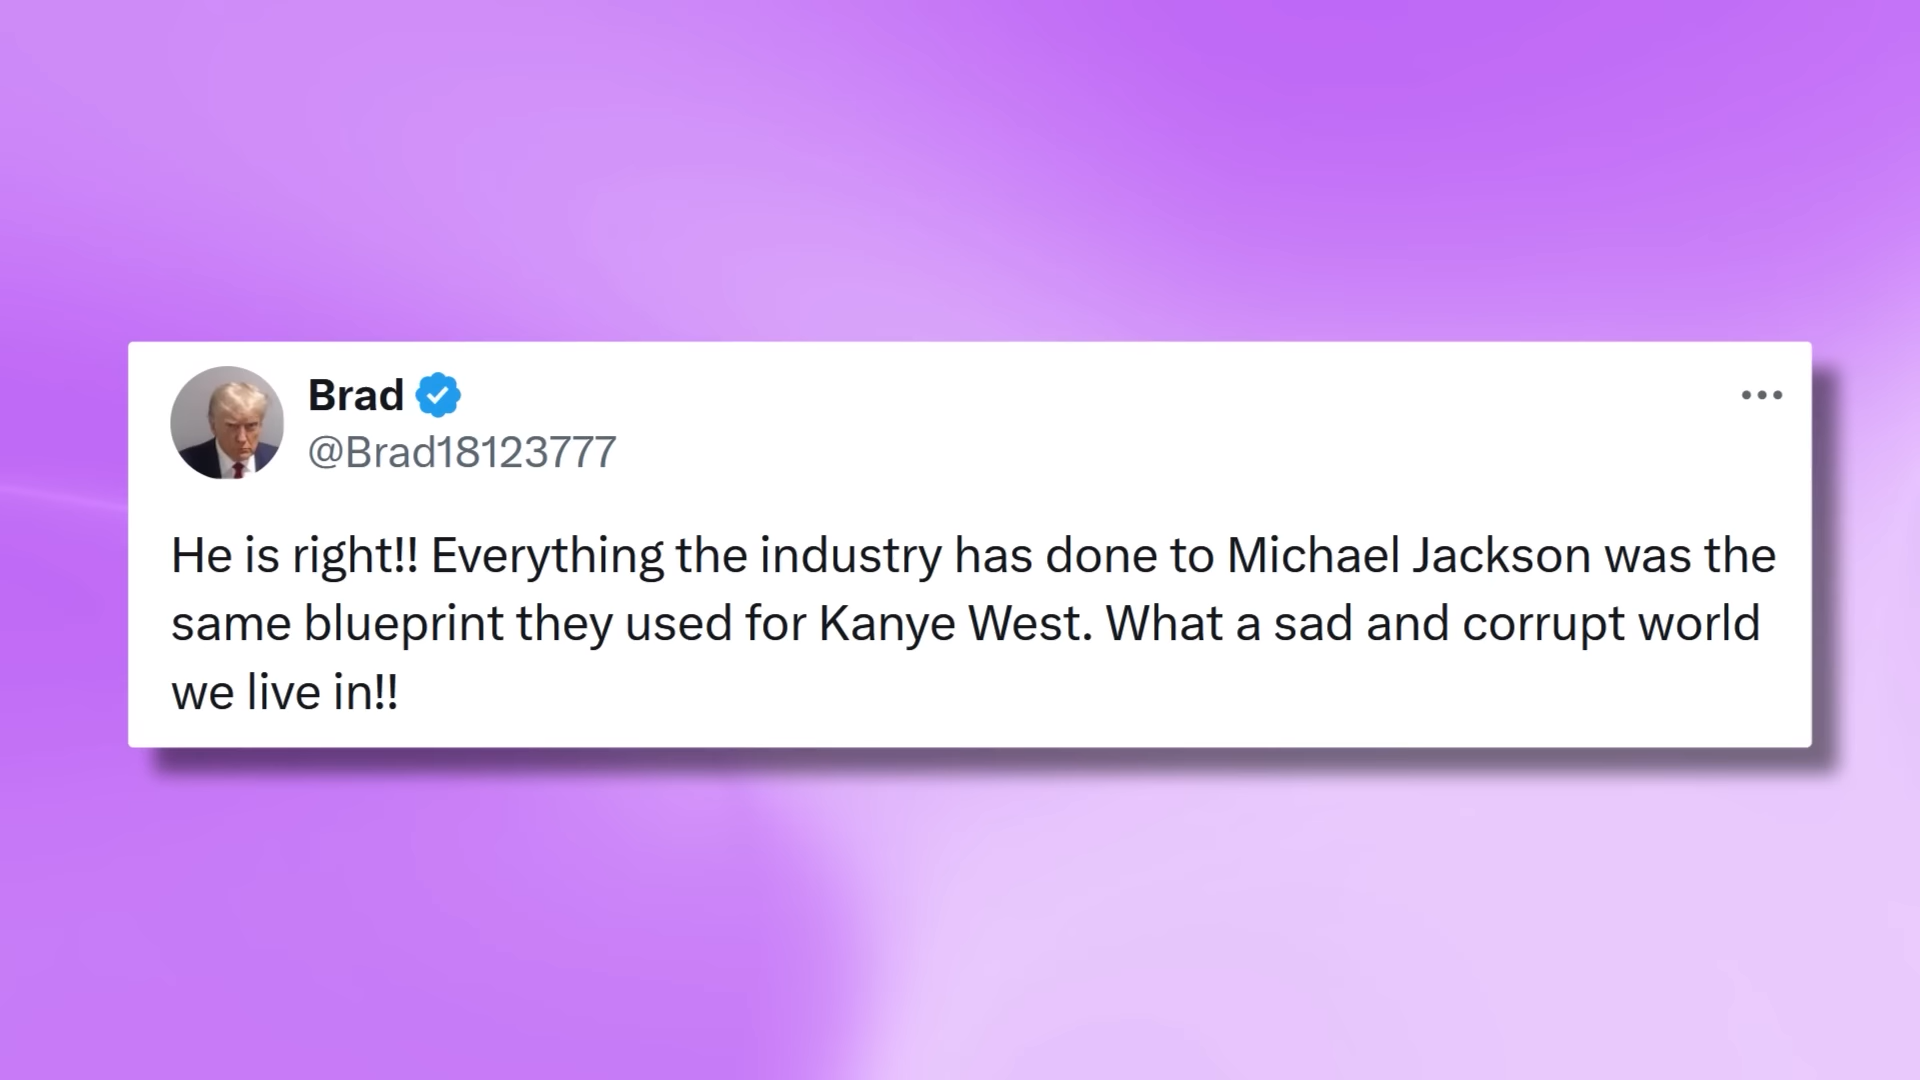 Brad
@Brad18123777
He is right!! Everything the industry has done to Michael Jackson was the
same blueprint they used for Kanye West. What a sad and corrupt world
we live in!!